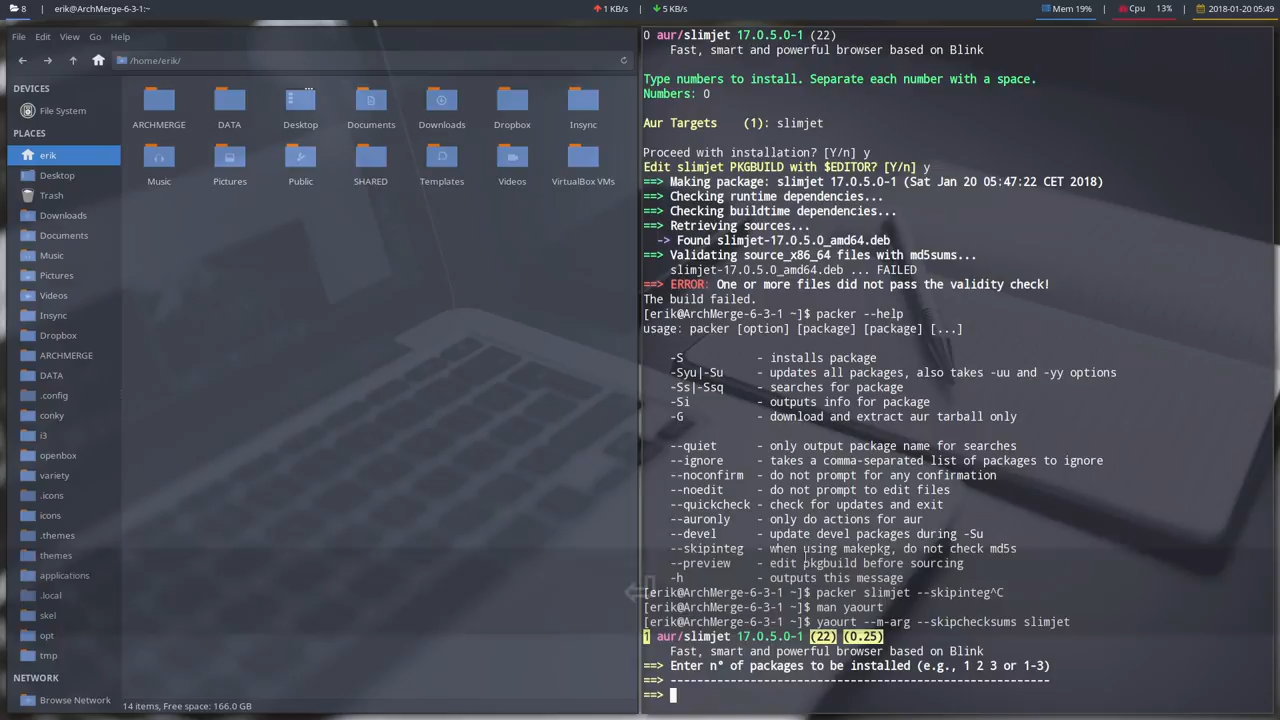 8 erik@ArchMerge-6-3-1:~
1 KB/s 5 KB/s
Mem 19% Cpu 13% 2018-01-20 05:49
File Edit View Go Help
/home/erik/
DEVICES
File System
PLACES
erik
Desktop
Trash
Downloads
Documents
Music
Pictures
Videos
Insync
Dropbox
ARCHMERGE
DATA
.config
conky
i3
openbox
variety
.icons
icons
.themes
themes
applications
.local
skel
opt
tmp
NETWORK
Browse Network
ARCHMERGE DATA Desktop Documents Downloads Dropbox Insync
Music Pictures Public SHARED Templates Videos VirtualBox VMs
14 items, Free space: 166.0 GB
0 aur/slimjet 17.0.5.0-1 (22)
Fast, smart and powerful browser based on Blink
Type numbers to install. Separate each number with a space.
Numbers: 0
Aur Targets (1): slimjet
Proceed with installation? [Y/n] y
Edit slimjet PKGBUILD with $EDITOR? [Y/n] y
==> Making package: slimjet 17.0.5.0-1 (Sat Jan 20 05:47:22 CET 2018)
==> Checking runtime dependencies...
==> Checking buildtime dependencies...
==> Retrieving sources...
-> Found slimjet-17.0.5.0_amd64.deb
==> Validating source_x86_64 files with md5sums...
slimjet-17.0.5.0_amd64.deb ... FAILED
==> ERROR: One or more files did not pass the validity check!
The build failed.
[erik@ArchMerge-6-3-1 ~]$ packer --help
usage: packer [option] [package] [package] [...]
-S - installs package
-Syu|-Su - updates all packages, also takes -uu and -yy options
-Ss|-Ssq - searches for package
-Si - outputs info for package
-G - download and extract aur tarball only
--quiet - only output package name for searches
--ignore - takes a comma-separated list of packages to ignore
--noconfirm - do not prompt for any confirmation
--noedit - do not prompt to edit files
--quickcheck - check for updates and exit
--auronly - only do actions for aur
--devel - update devel packages during -Su
--skipinteg - when using makepkg, do not check md5s
--preview - edit pkgbuild before sourcing
-h - outputs this message
[erik@ArchMerge-6-3-1 ~]$ packer slimjet --skipinteg^C
[erik@ArchMerge-6-3-1 ~]$ man yaourt
[erik@ArchMerge-6-3-1 ~]$ yaourt --m-arg --skipchecksums slimjet
1 aur/slimjet 17.0.5.0-1 (22) (0.25)
Fast, smart and powerful browser based on Blink
==> Enter n° of packages to be installed (e.g., 1 2 3 or 1-3)
==> -------------------------------------------------------
==>